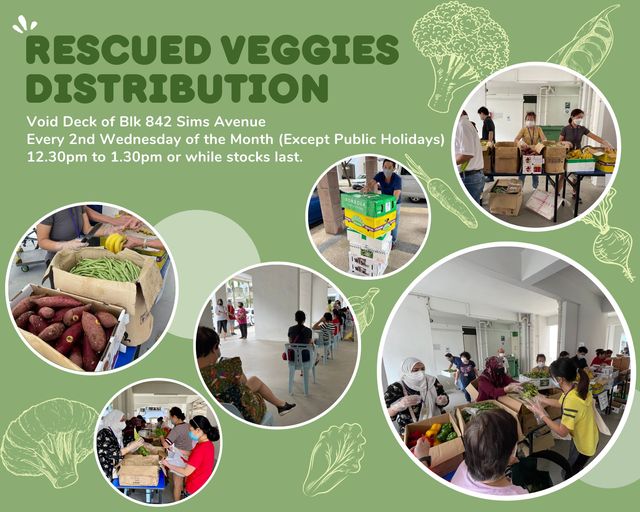 RESCUED VEGGIES
DISTRIBUTION
Void Deck of Blk 842 Sims Avenue
Every 2nd Wednesday of the Month (Except Public Holidays)
12.30pm to 1.30pm or while stocks last.